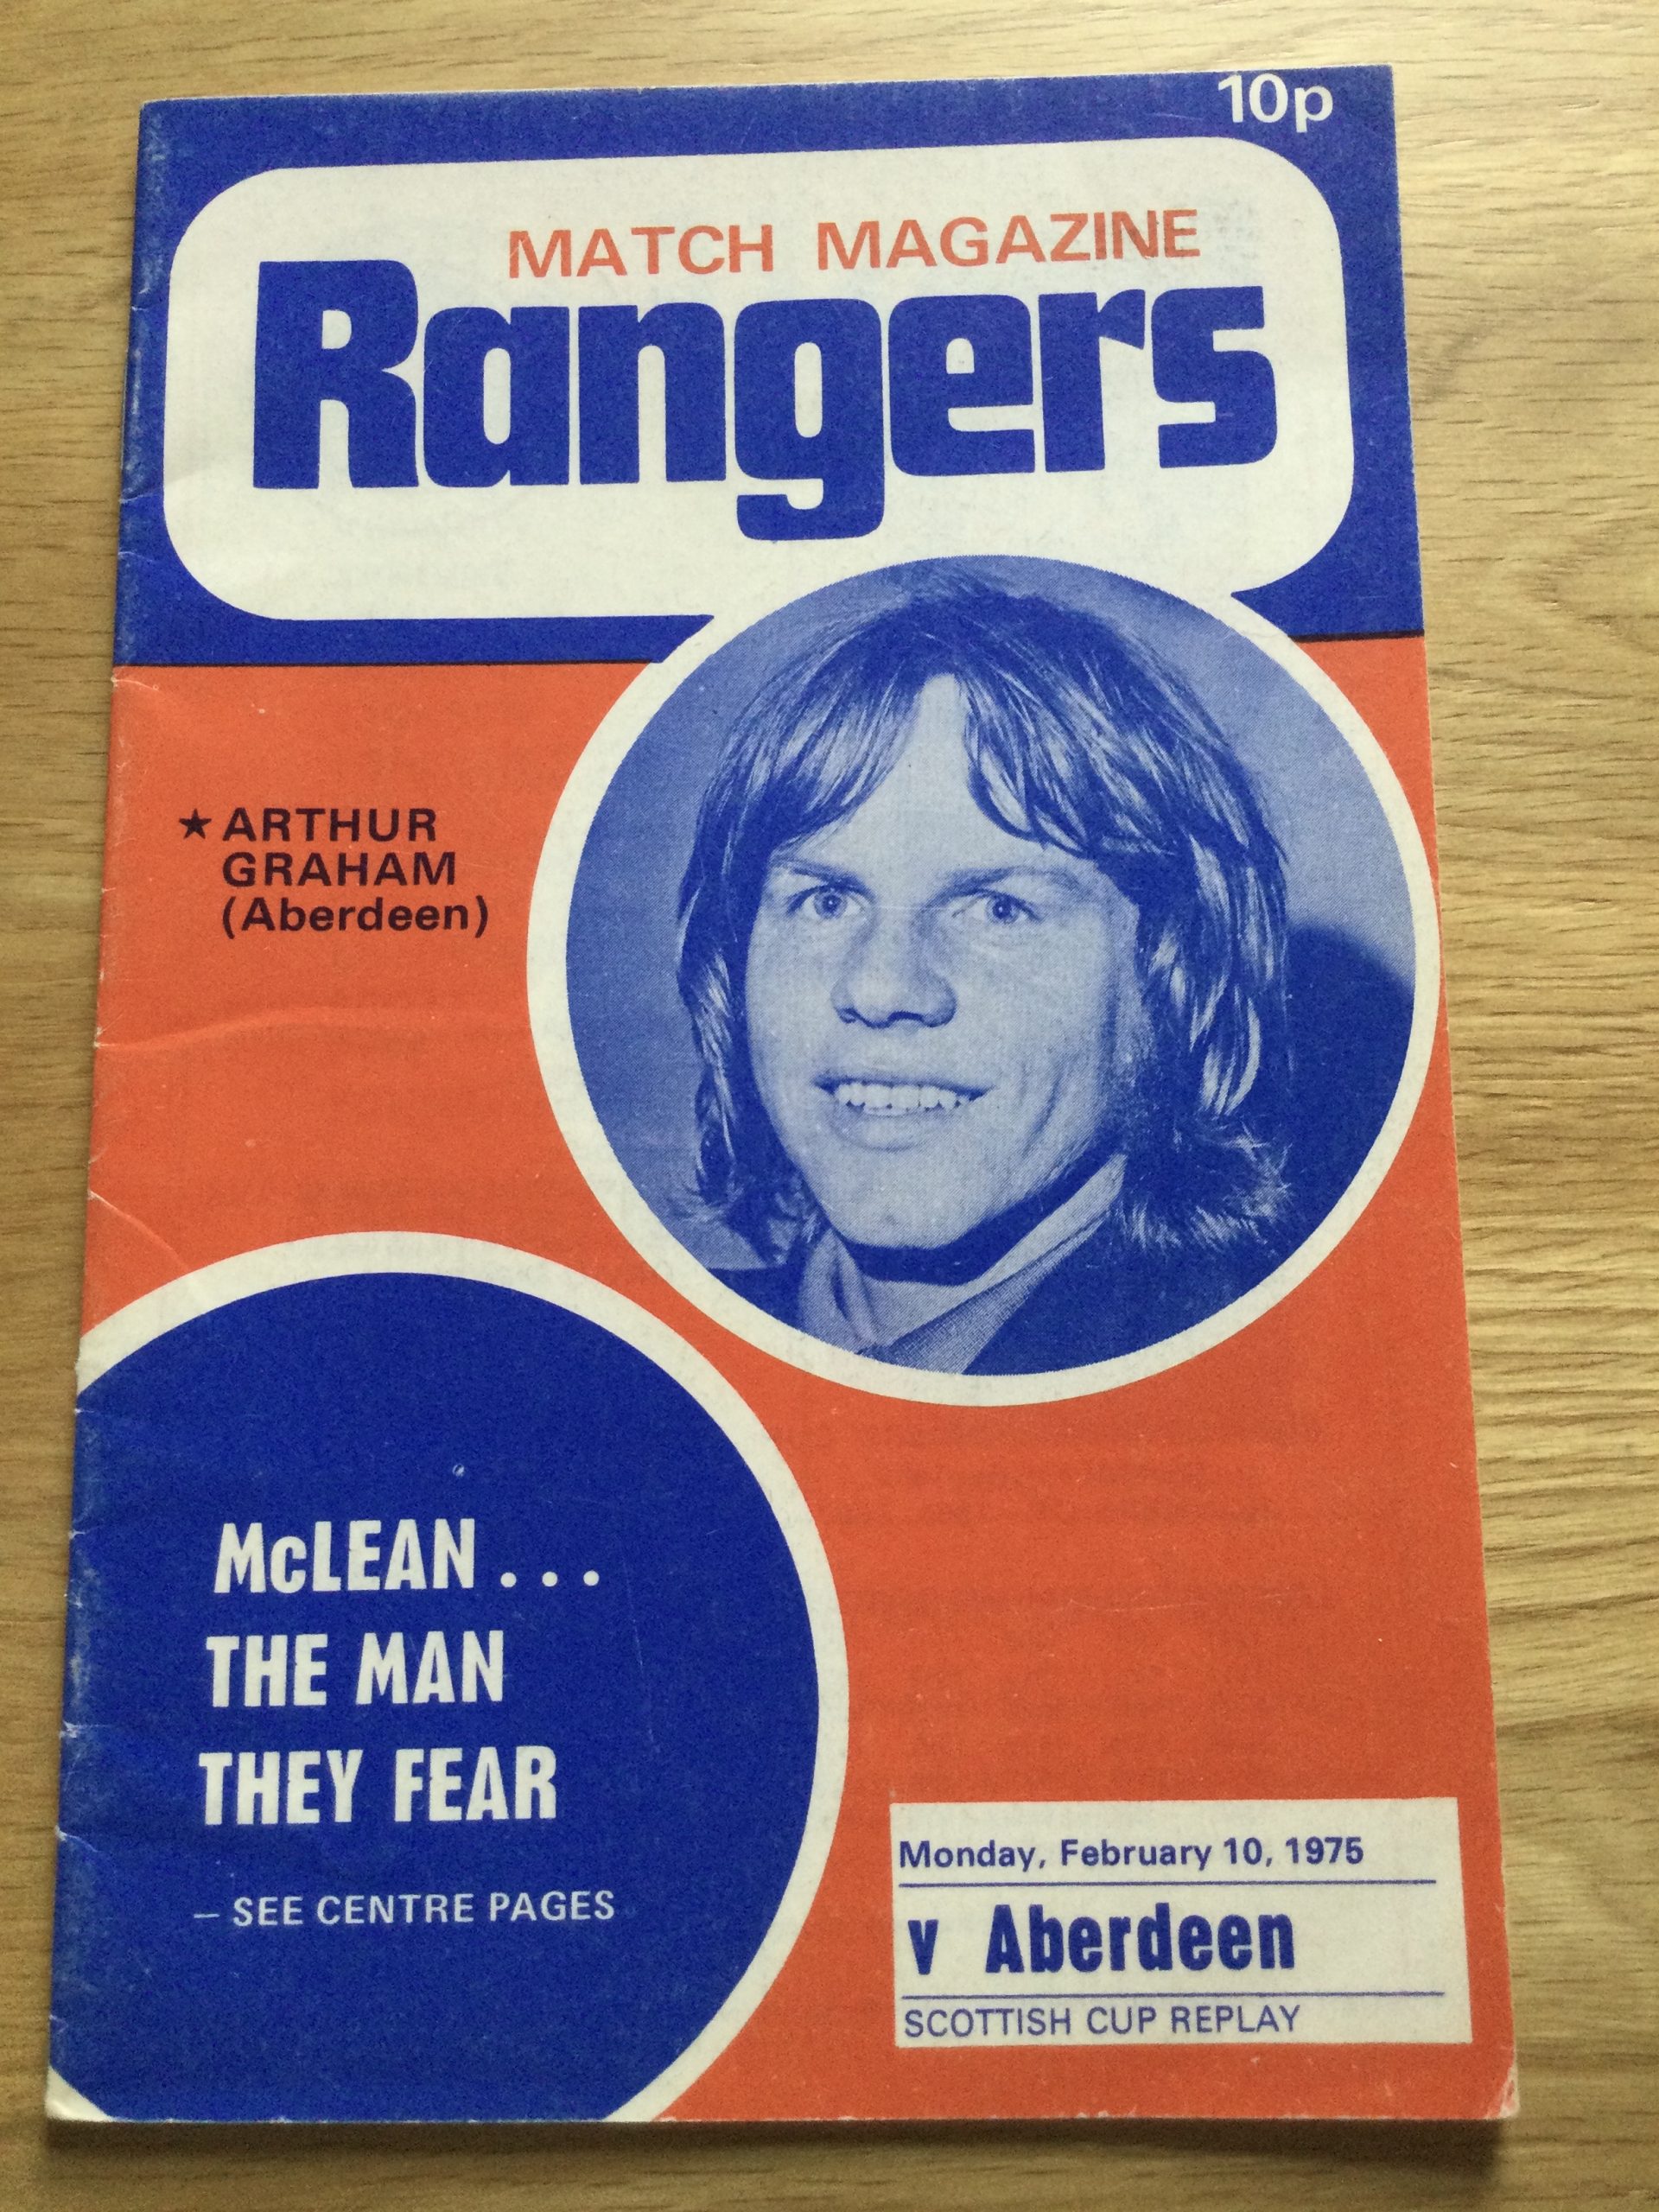 10p
MATCH MAGAZINE
Rangers
★ ARTHUR
GRAHAM
(Aberdeen)
McLEAN...
THE MAN
THEY FEAR
– SEE CENTRE PAGES
Monday, February 10, 1975
v Aberdeen
SCOTTISH CUP REPLAY